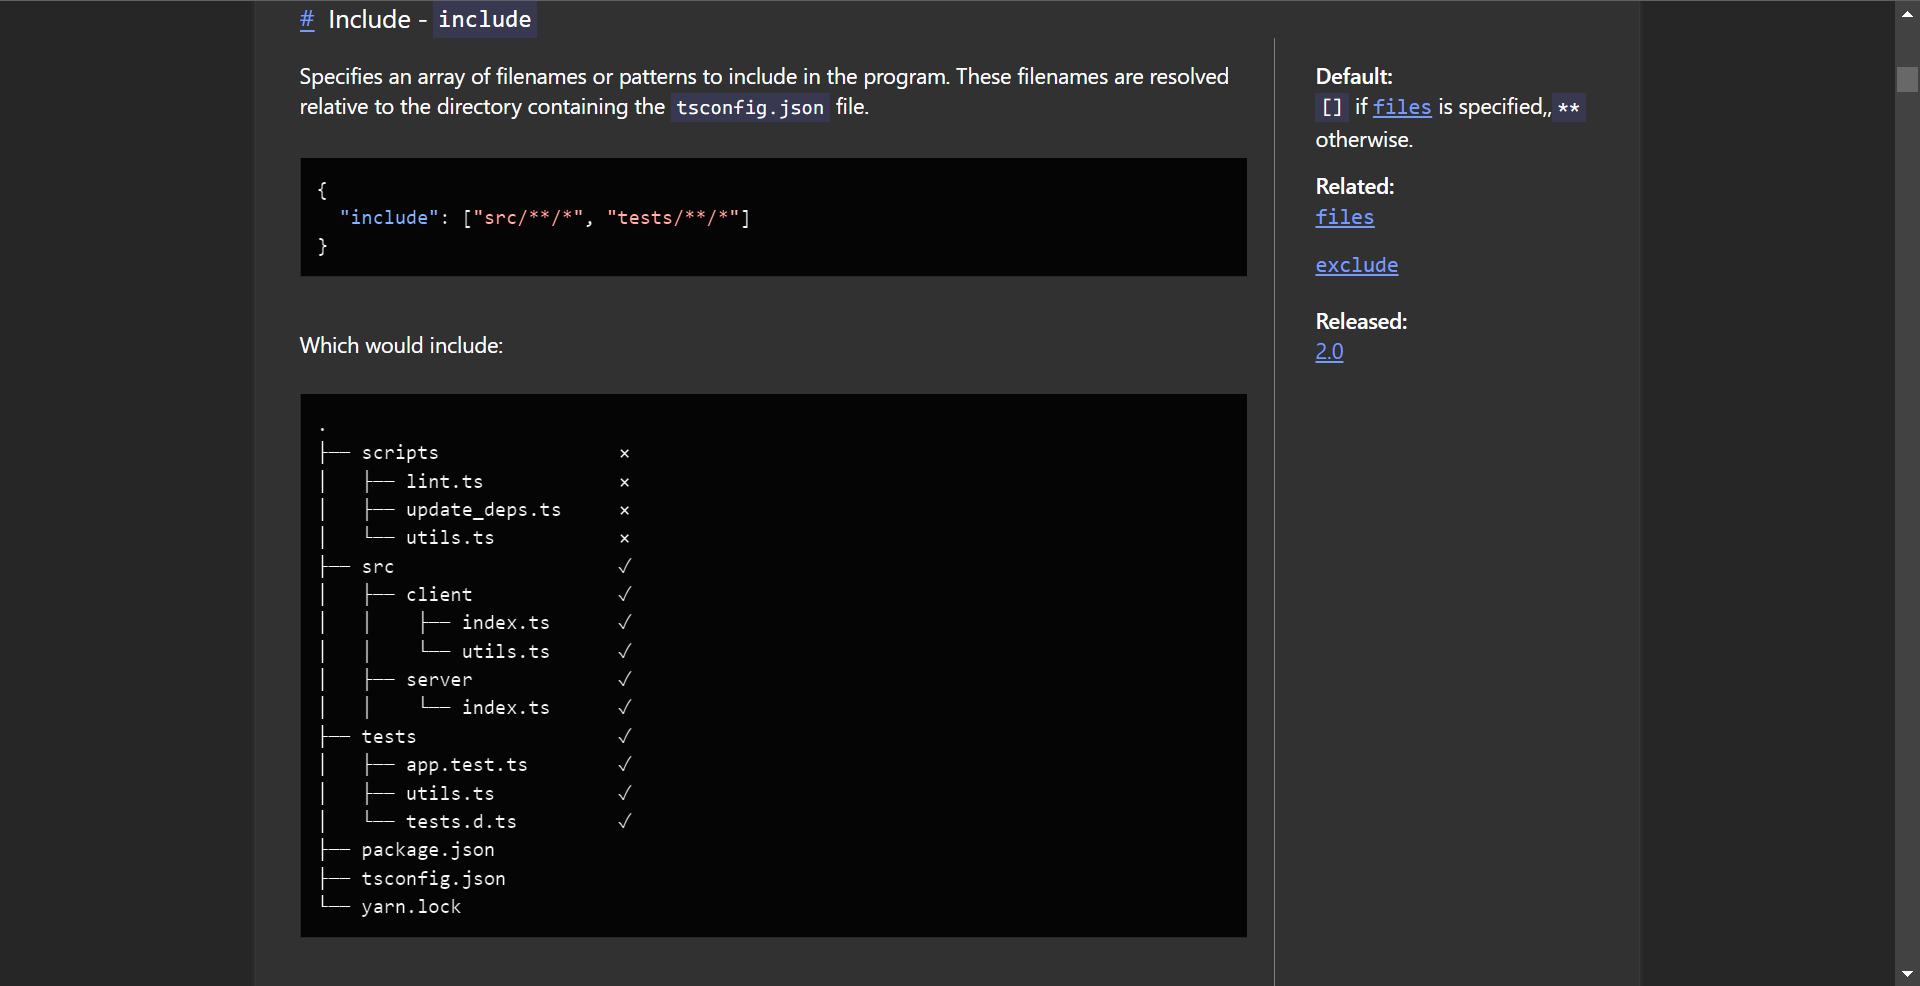 # Include - include
Specifies an array of filenames or patterns to include in the program. These filenames are resolved
relative to the directory containing the tsconfig.json file.
{
  "include": ["src/**/*", "tests/**/*"]
}
Which would include:
.
├── scripts                ⨯
│   ├── lint.ts            ⨯
│   ├── update_deps.ts     ⨯
│   └── utils.ts           ⨯
├── src                    ✓
│   ├── client             ✓
│   │    ├── index.ts      ✓
│   │    └── utils.ts      ✓
│   ├── server             ✓
│   │    └── index.ts      ✓
├── tests                  ✓
│   ├── app.test.ts        ✓
│   ├── utils.ts           ✓
│   └── tests.d.ts         ✓
├── package.json
├── tsconfig.json
└── yarn.lock
Default:
[] if files is specified,, **
otherwise.
Related:
files
exclude
Released:
2.0